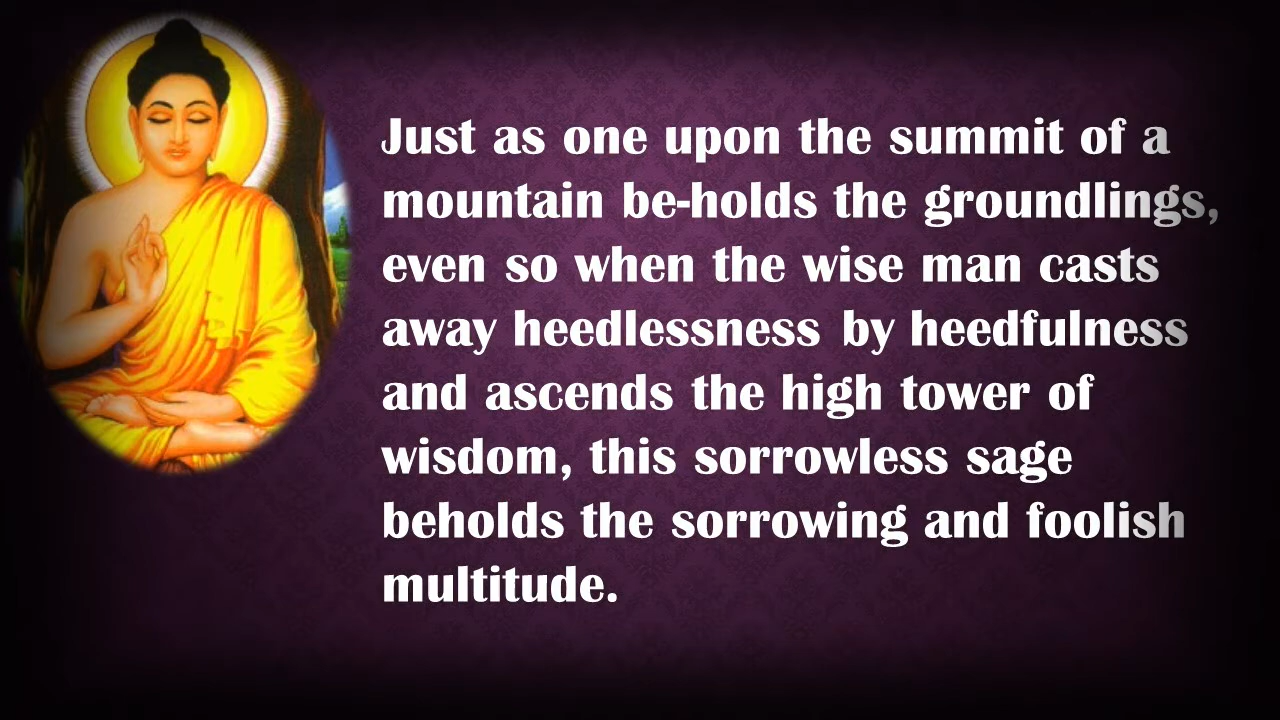 Just as one upon the summit of a
mountain be-holds the groundlings,
even so when the wise man casts
away heedlessness by heedfulness
and ascends the high tower of
wisdom, this sorrowless sage
beholds the sorrowing and foolish
multitude.